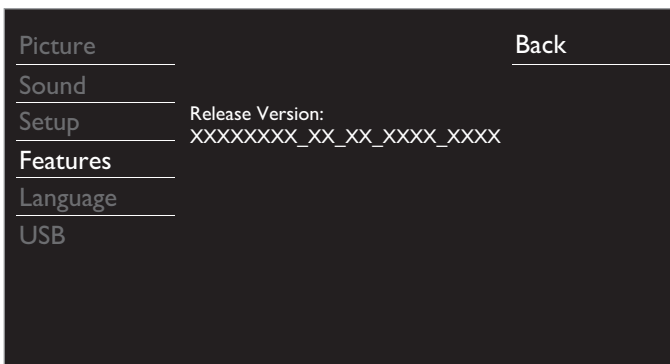 Picture
Sound
Setup
Features
Language
USB
Release Version:
XXXXXXXX_XX_XX_XXXX_XXXX
Back